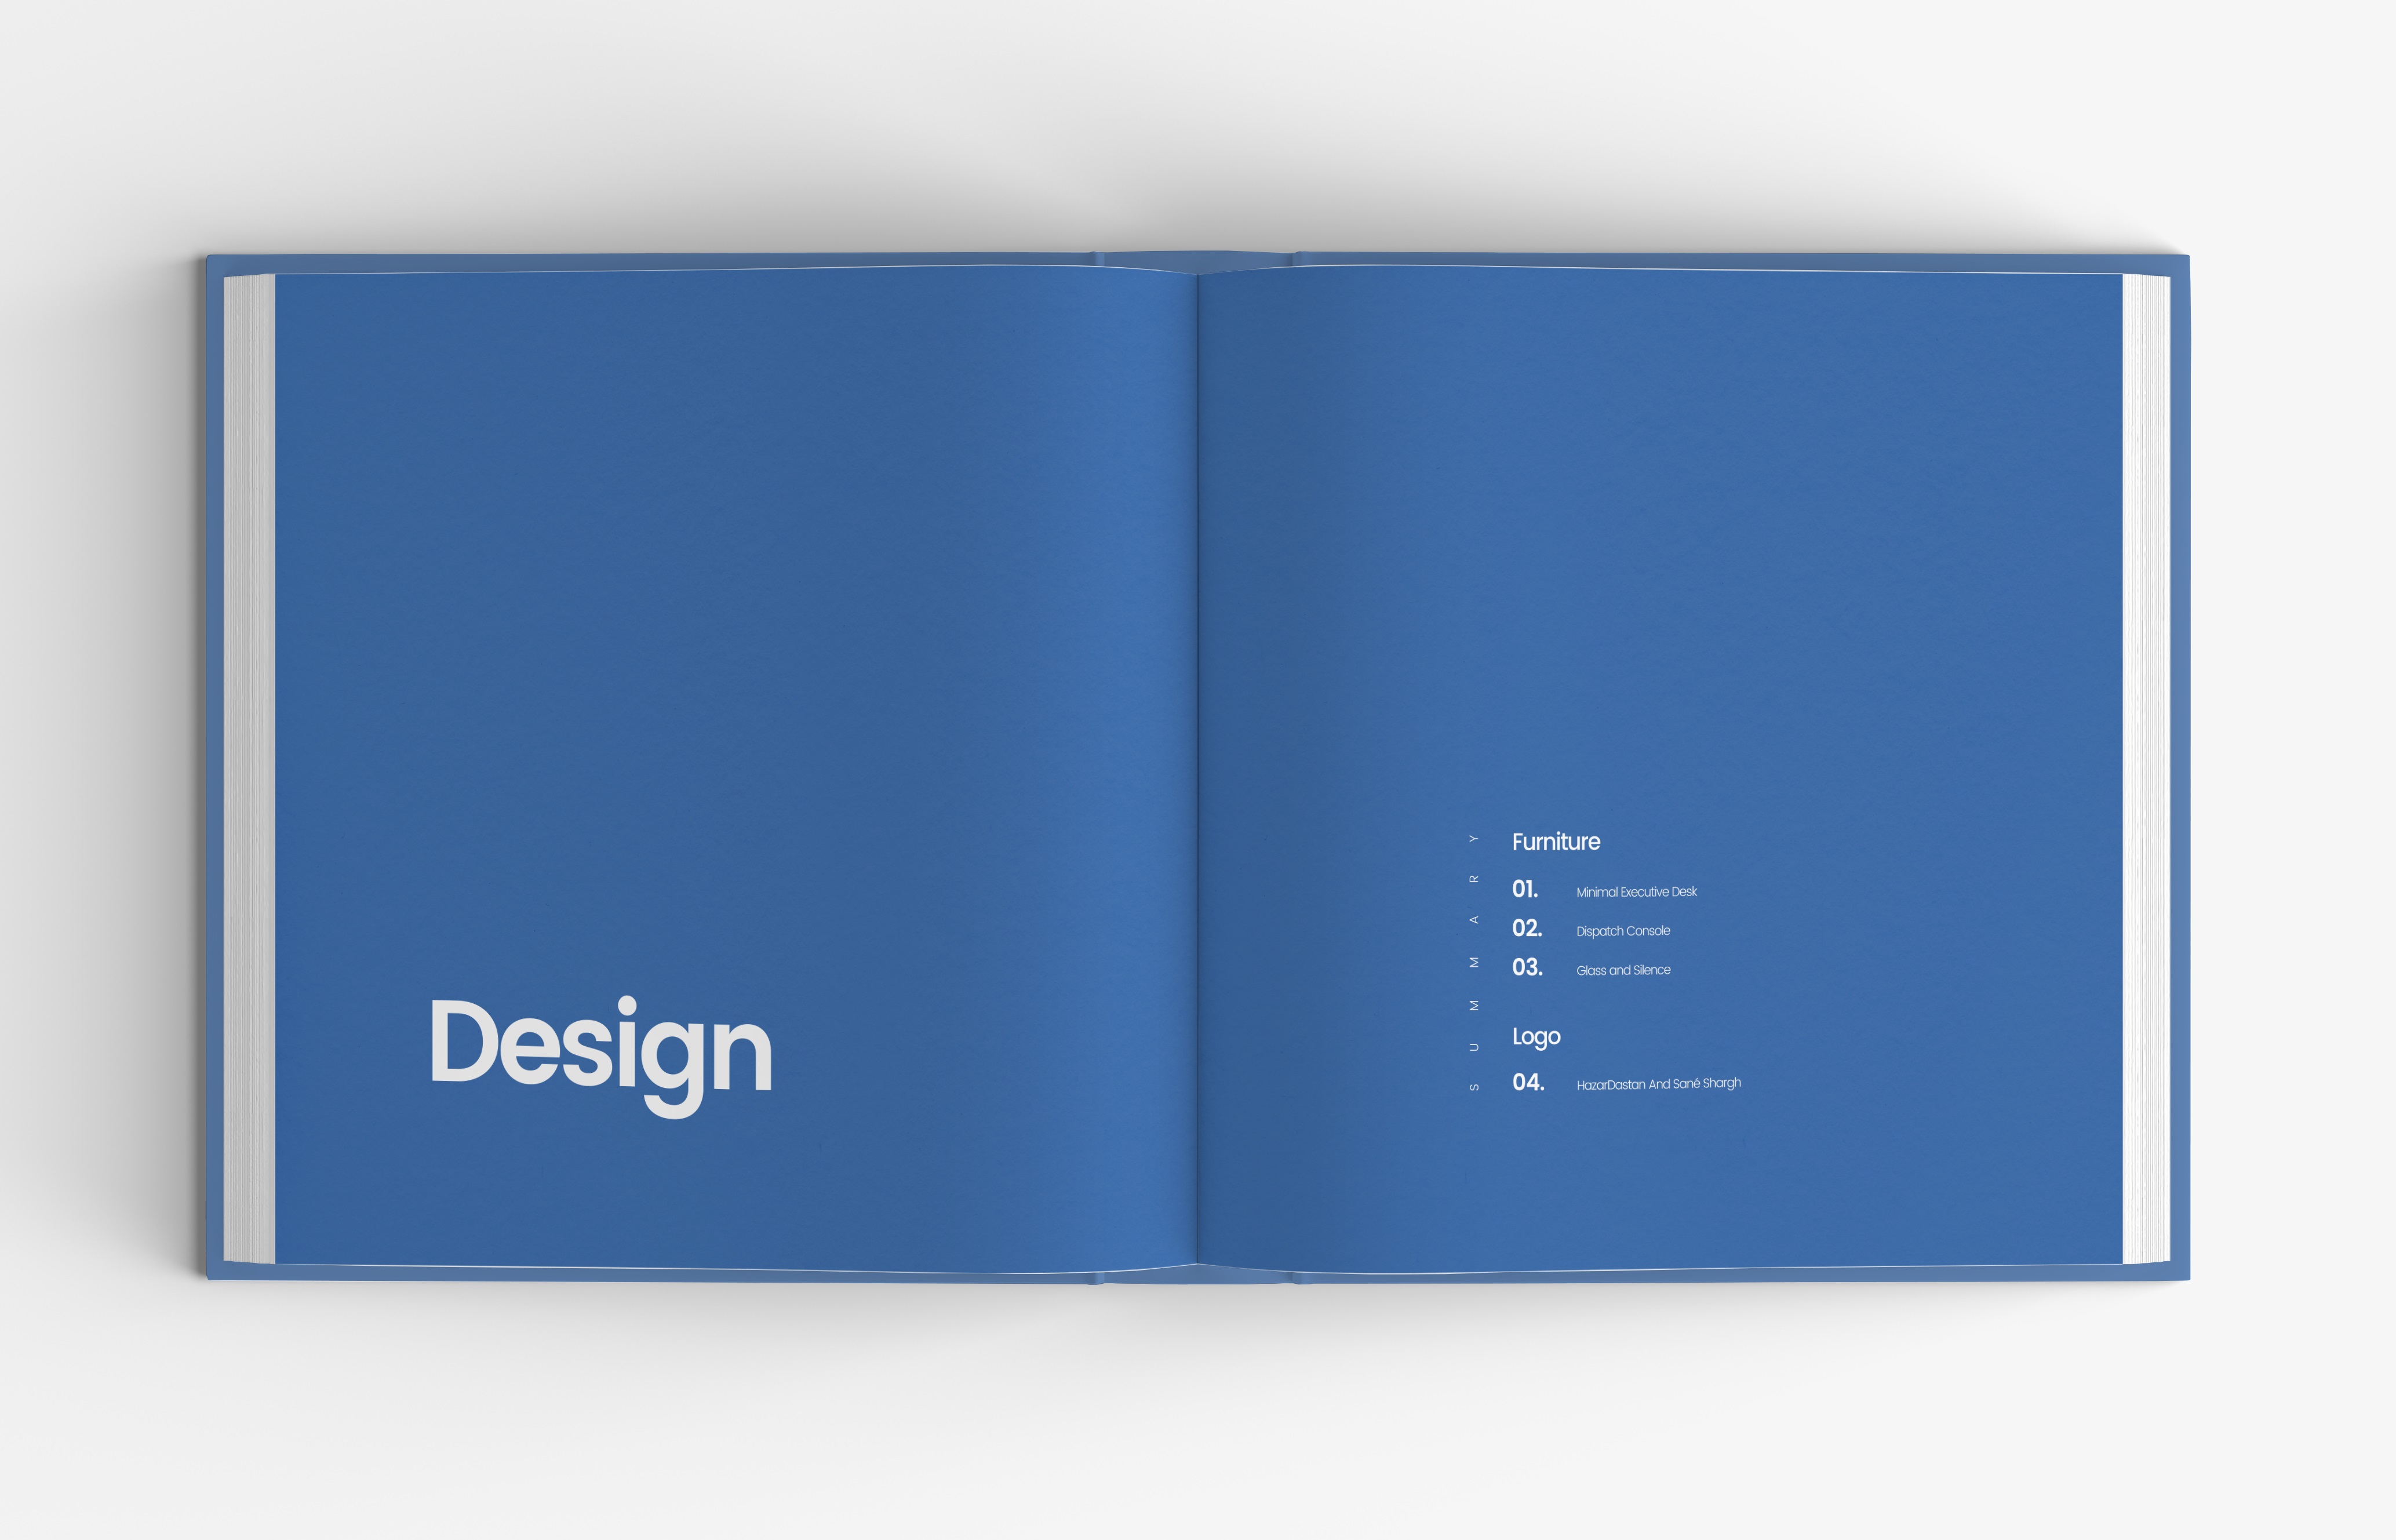 Design
SUMMARY
Furniture
01. Minimal Executive Desk
02. Dispatch Console
03. Glass and Silence
Logo
04. HazarDastan And Sanê Shargh